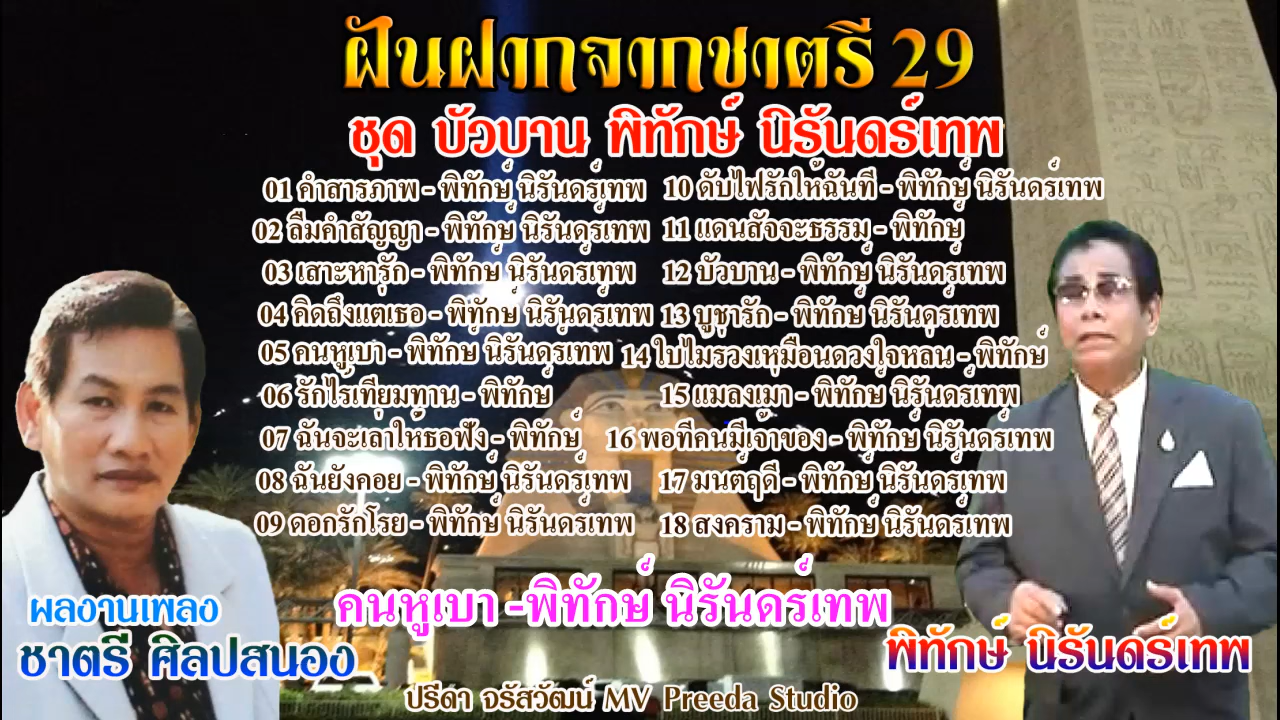 ฝันฝากจากชาตรี 29
ชุด บัวบาน พิทักษ์ นิรันดร์เทพ
01 คำสารภาพ - พิทักษ์ นิรันดร์เทพ
02 ลืมคำสัญญา - พิทักษ์ นิรันดร์เทพ
03 เสาะหารัก - พิทักษ์ นิรันดร์เทพ
04 คิดถึงแต่เธอ - พิทักษ์ นิรันดร์เทพ
05 คนหูเบา - พิทักษ์ นิรันดร์เทพ
06 รักไร้เทียมทาน - พิทักษ์
07 ฉันจะเล่าให้ธอฟัง - พิทักษ์
08 ฉันยังคอย - พิทักษ์ นิรันดร์เทพ
09 ดอกรักโรย - พิทักษ์ นิรันดร์เทพ
10 ดับไฟรักให้ฉันที - พิทักษ์ นิรันดร์เทพ
11 แดนสัจจะธรรม - พิทักษ์
12 บัวบาน - พิทักษ์ นิรันดร์เทพ
13 บูชารัก - พิทักษ์ นิรันดร์เทพ
14 ใบไม้ร่วงเหมือนดวงใจหล่น - พิทักษ์
15 แมลงเมา - พิทักษ์ นิรันดร์เทพ
16 พอทีคนมีเจ้าของ - พิทักษ์ นิรันดร์เทพ
17 มนตฤดี - พิทักษ์ นิรันดร์เทพ
18 สงคราม - พิทักษ์ นิรันดร์เทพ
คนหูเบา -พิทักษ์ นิรันดร์เทพ
ผลงานเพลง
ชาตรี ศิลปสนอง
พิทักษ์ นิรันดร์เทพ
ปรีดา จรัสวัฒน์ MV Preeda Studio